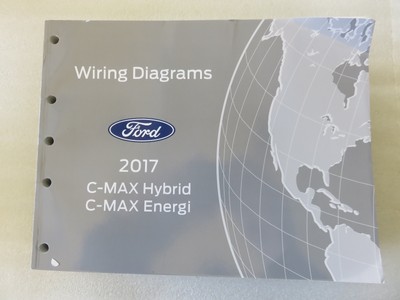 Wiring Diagrams
Ford
2017
C-MAX Hybrid
C-MAX Energi